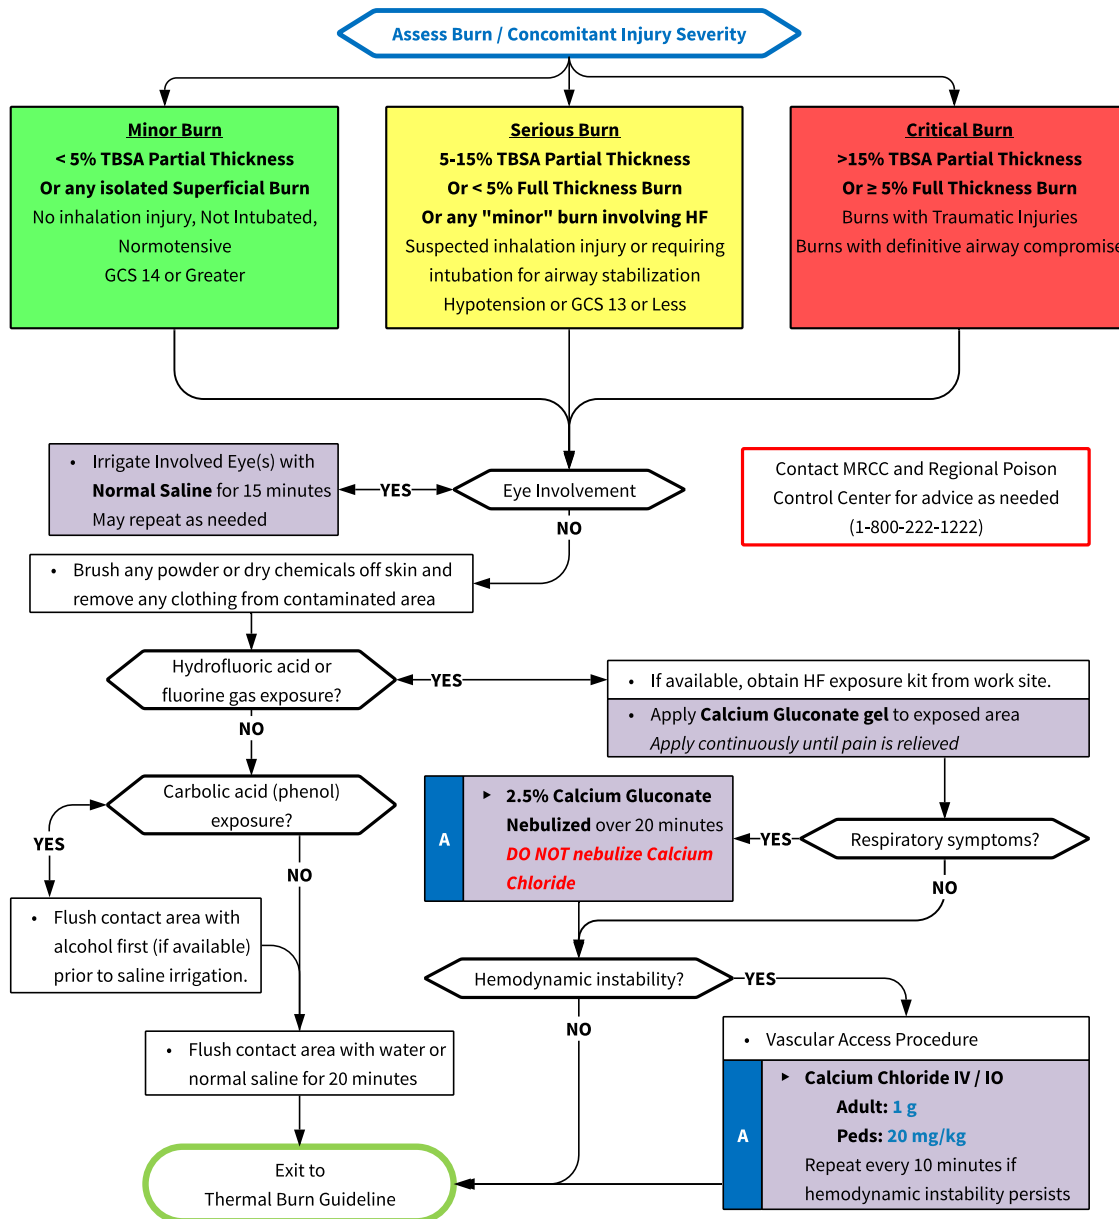 Assess Burn / Concomitant Injury Severity
Minor Burn
< 5% TBSA Partial Thickness
Or any isolated Superficial Burn
No inhalation injury, Not Intubated,
Normotensive
GCS 14 or Greater
Serious Burn
5-15% TBSA Partial Thickness
Or < 5% Full Thickness Burn
Or any "minor" burn involving HF
Suspected inhalation injury or requiring
intubation for airway stabilization
Hypotension or GCS 13 or Less
Critical Burn
>15% TBSA Partial Thickness
Or ≥ 5% Full Thickness Burn
Burns with Traumatic Injuries
Burns with definitive airway compromise
• Irrigate Involved Eye(s) with
Normal Saline for 15 minutes
May repeat as needed
YES
Eye Involvement
NO
Contact MRCC and Regional Poison
Control Center for advice as needed
(1-800-222-1222)
• Brush any powder or dry chemicals off skin and
remove any clothing from contaminated area
Hydrofluoric acid or
fluorine gas exposure?
YES
NO
• If available, obtain HF exposure kit from work site.
• Apply Calcium Gluconate gel to exposed area
Apply continuously until pain is relieved
Carbolic acid (phenol)
exposure?
YES
NO
A
▸ 2.5% Calcium Gluconate
Nebulized over 20 minutes
DO NOT nebulize Calcium
Chloride
YES
Respiratory symptoms?
NO
• Flush contact area with
alcohol first (if available)
prior to saline irrigation.
Hemodynamic instability?
YES
NO
• Flush contact area with water or
normal saline for 20 minutes
• Vascular Access Procedure
A
▸ Calcium Chloride IV / IO
Adult: 1 g
Peds: 20 mg/kg
Repeat every 10 minutes if
hemodynamic instability persists
Exit to
Thermal Burn Guideline